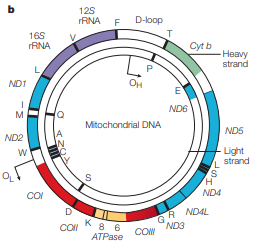 b
12S
rRNA
F
D-loop
16S
rRNA
V
T
Cyt b
Heavy
strand
P
L
OH
E
ND1
ND6
I
M
Q
Mitochondrial DNA
ND5
A
N
C
Y
ND2
W
Light
strand
L
S
H
OL
S
COI
ND4
D
K
8
6
G
R
ND4L
ND3
COII
ATPase
COIII